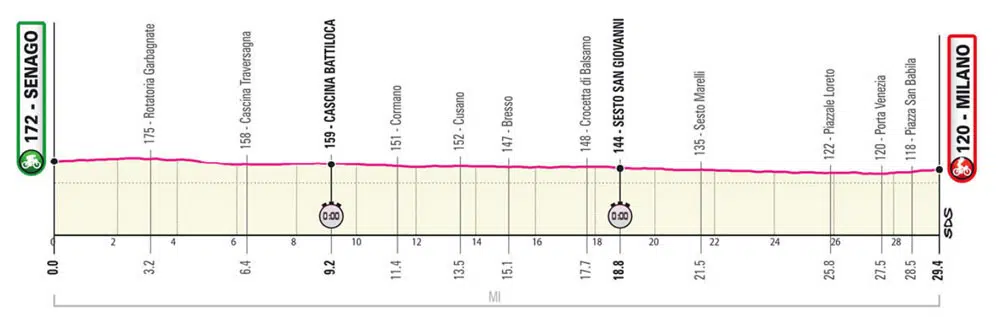 172 - SENAGO
175 - Rotatoria Garbagnate
158 - Cascina Traversagna
159 - CASCINA BATTILOCA
151 - Cormano
152 - Cusano
147 - Bresso
148 - Crocetta di Balsamo
144 - SESTO SAN GIOVANNI
135 - Sesto Marelli
122 - Piazzale Loreto
120 - Porta Venezia
118 - Piazza San Babila
120 - MILANO
0:00
0:00
SDS
0 2 4 6 8 10 12 14 16 18 20 22 24 26 28
0.0 3.2 6.4 9.2 11.4 13.5 15.1 17.7 18.8 21.5 25.8 27.5 28.5 29.4
MI